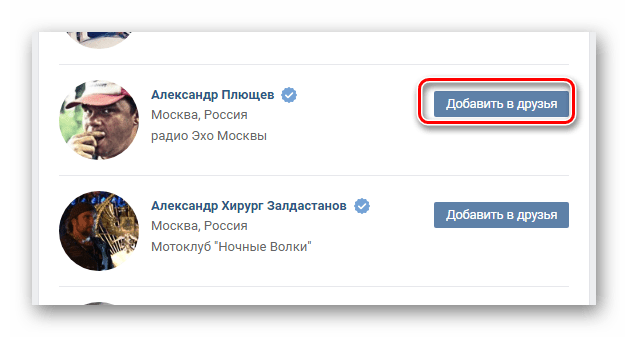 Александр Плющев
Добавить в друзья
Москва, Россия
радио Эхо Москвы
Александр Хирург Залдастанов
Добавить в друзья
Москва, Россия
Мотоклуб "Ночные Волки"